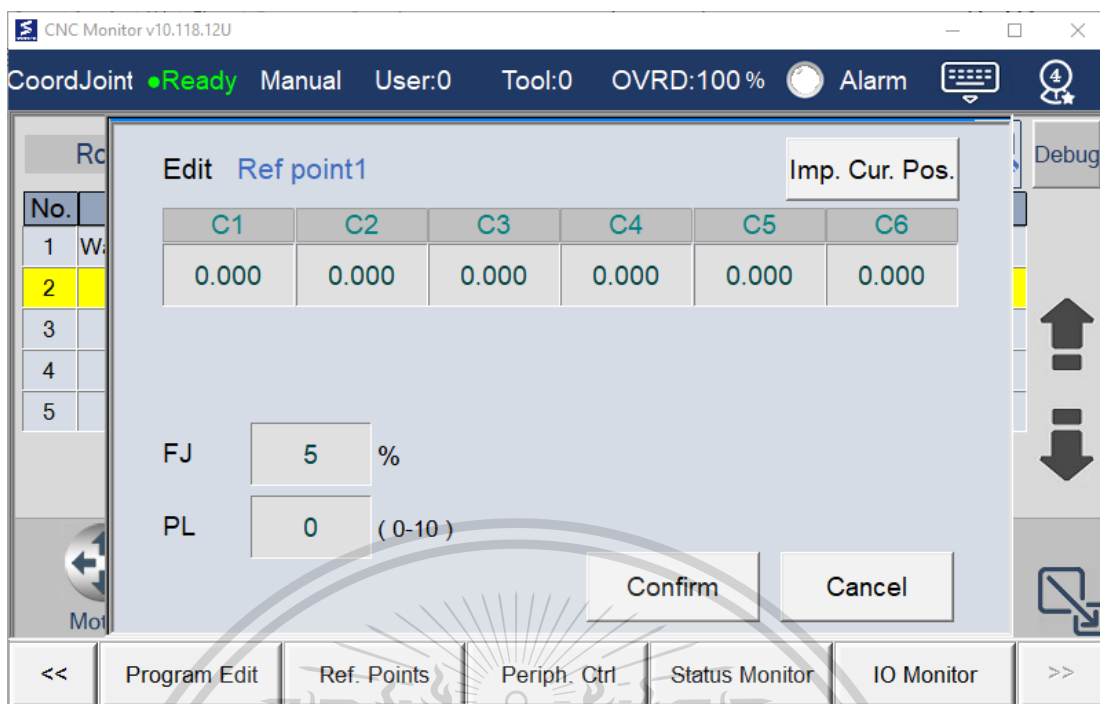 CNC Monitor v10.118.12U
CoordJoint Ready Manual User:0 Tool:0 OVRD:100 % Alarm 4
Debug
Edit Ref point1 Imp. Cur. Pos.
No.
C1 C2 C3 C4 C5 C6
0.000 0.000 0.000 0.000 0.000 0.000
1
2
3
4
5
FJ 5 %
PL 0 ( 0-10 )
Confirm Cancel
<< Program Edit Ref. Points Periph. Ctrl Status Monitor IO Monitor >>